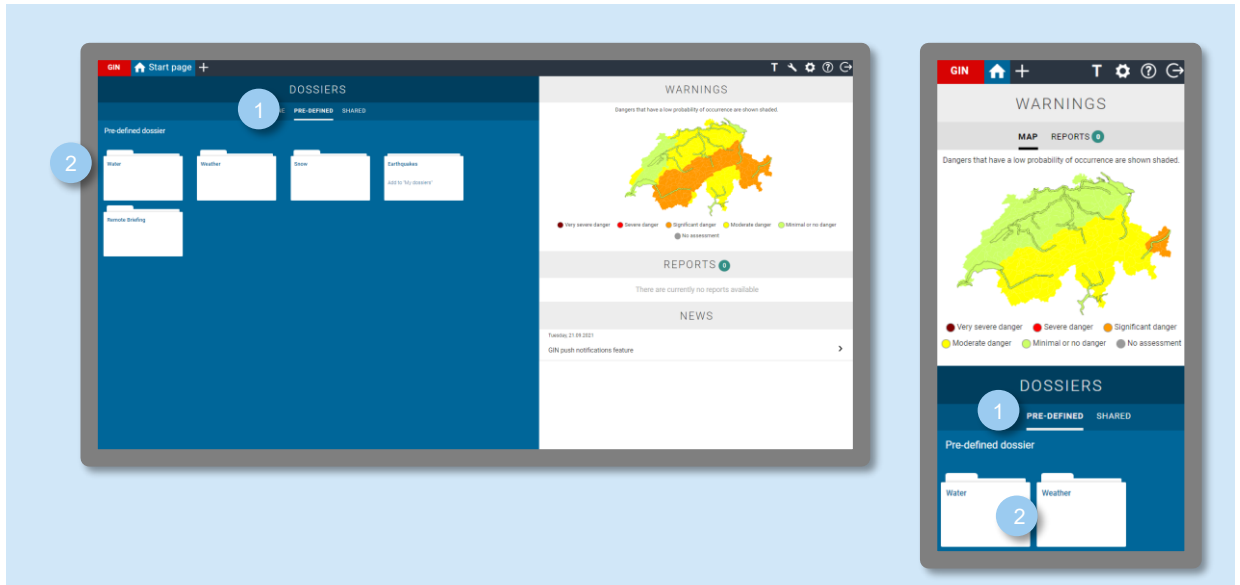 GIN Start page
DOSSIERS
1 PRE-DEFINED SHARED
Pre-defined dossier
2
Water Weather Snow Earthquakes
Add to "My dossiers"
Remote Briefing
T
WARNINGS
Dangers that have a low probability of occurrence are shown shaded.
Very severe danger Severe danger Significant danger Moderate danger Minimal or no danger
No assessment
REPORTS 0
There are currently no reports available
NEWS
Tuesday, 21.09.2021
GIN push notifications feature
GIN T
WARNINGS
MAP REPORTS 0
Dangers that have a low probability of occurrence are shown shaded.
Very severe danger Severe danger Significant danger
Moderate danger Minimal or no danger No assessment
DOSSIERS
1 PRE-DEFINED SHARED
Pre-defined dossier
Water Weather
2